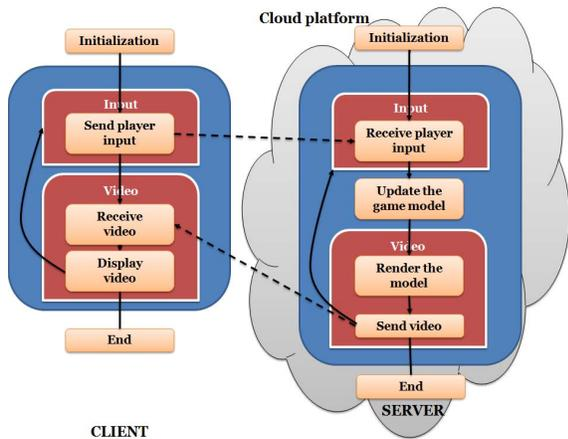 Initialization
Input
Send player
input
Video
Receive
video
Display
video
End
CLIENT
Cloud platform
Initialization
Input
Receive player
input
Update the
game model
Video
Render the
model
Send video
End
SERVER